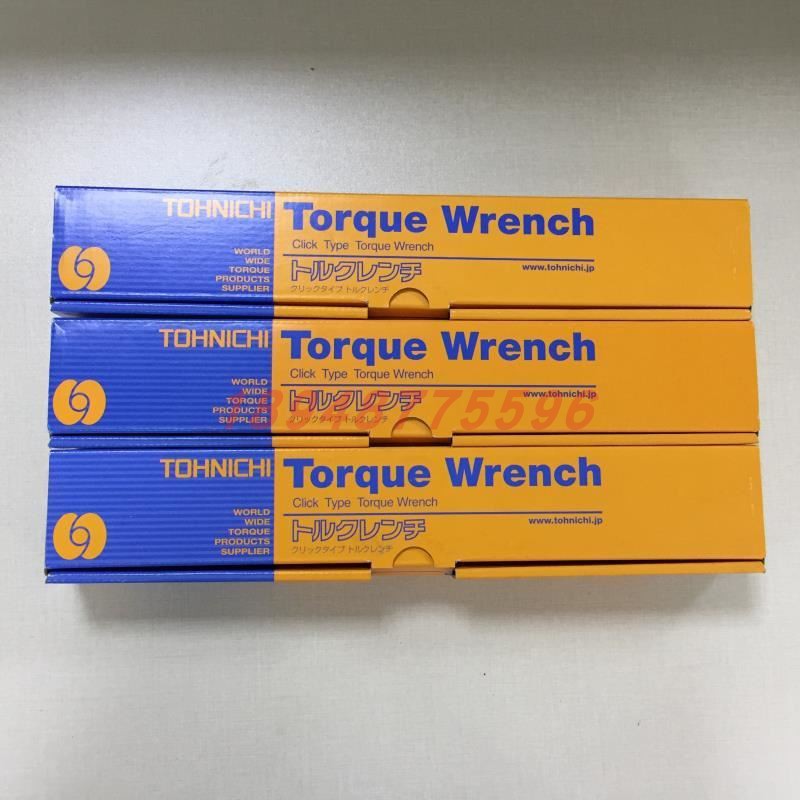 TOHNICHI
WORLD
WIDE
TORQUE
PRODUCTS
SUPPLIER
Torque Wrench
Click Type Torque Wrench
トルクレンチ
クリックタイプ トルクレンチ
www.tohnichi.jp
TOHNICHI
WORLD
WIDE
TORQUE
PRODUCTS
SUPPLIER
Torque Wrench
Click Type Torque Wrench
トルクレンチ
クリックタイプ トルクレンチ
www.tohnichi.jp
TOHNICHI
WORLD
WIDE
TORQUE
PRODUCTS
SUPPLIER
Torque Wrench
Click Type Torque Wrench
トルクレンチ
クリックタイプ トルクレンチ
www.tohnichi.jp